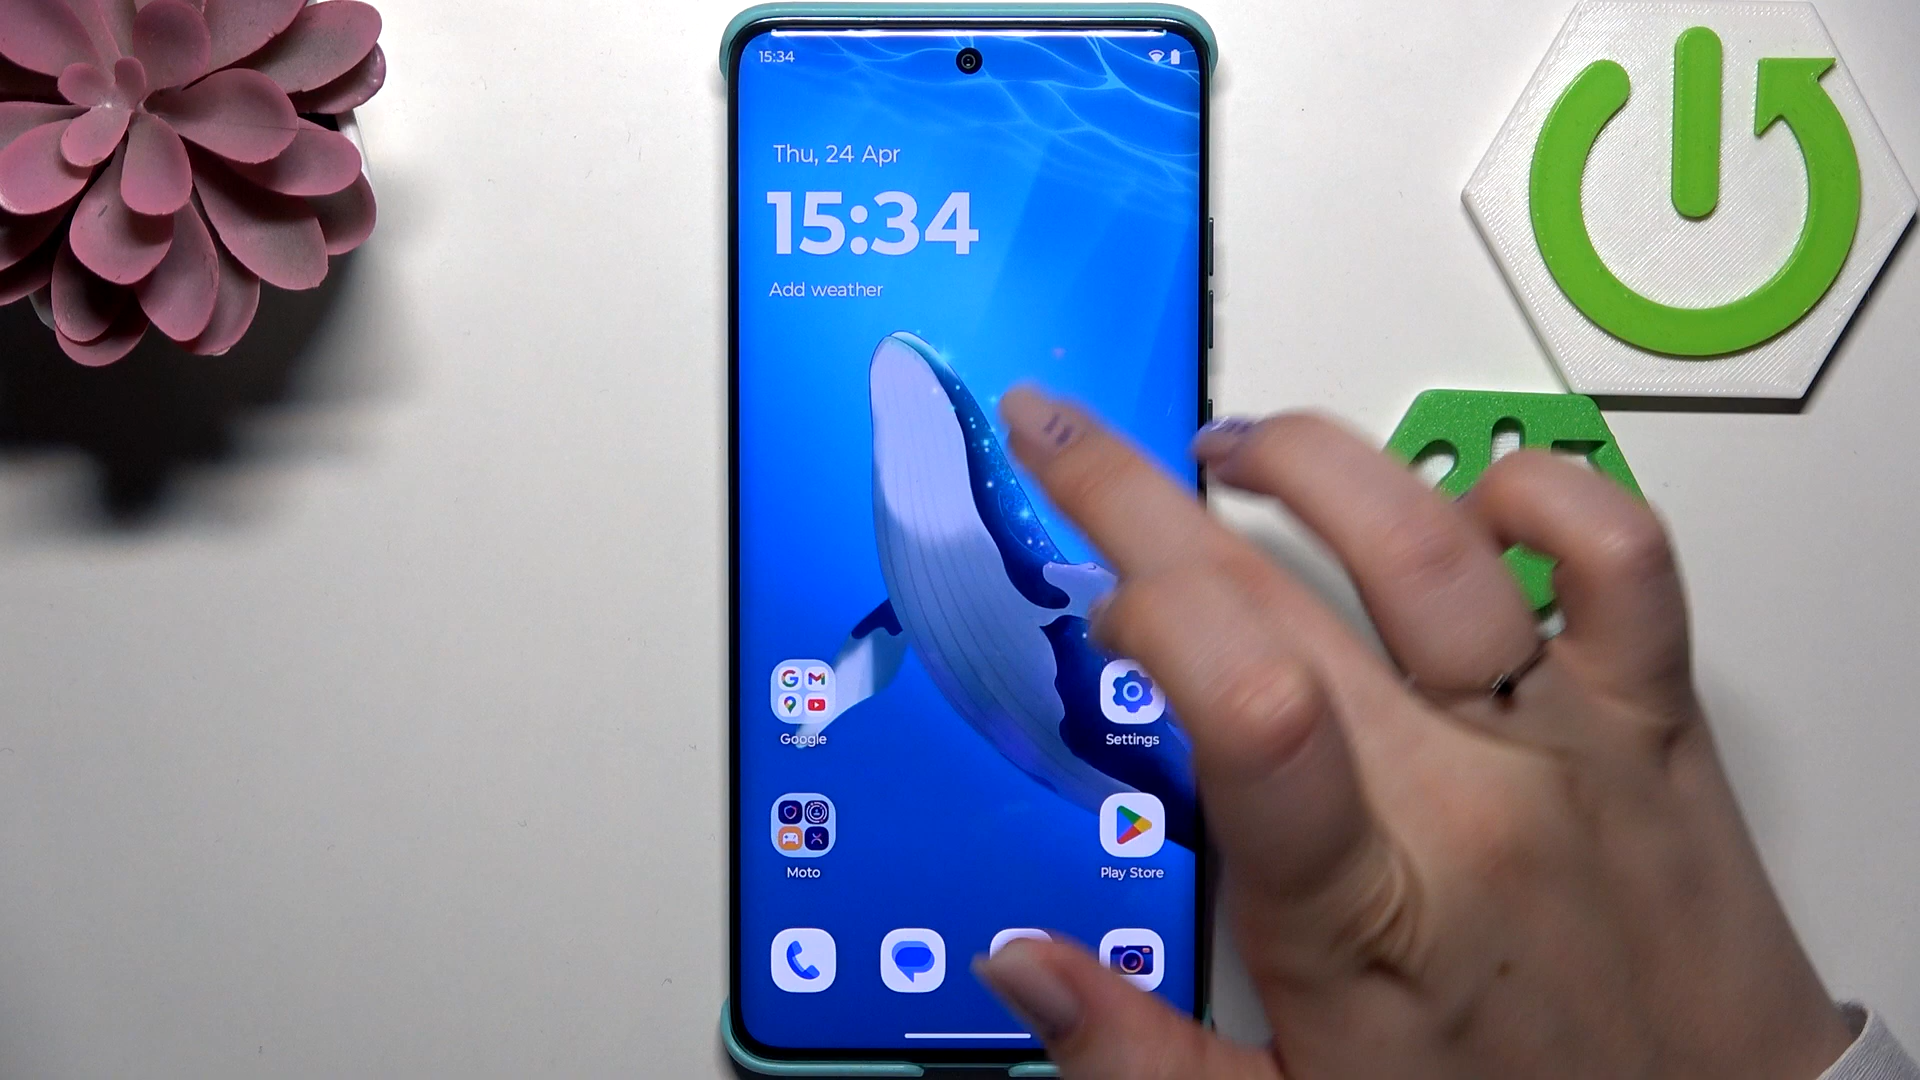 15:34
Thu, 24 Apr
15:34
Add weather
Google
Settings
Moto
Play Store